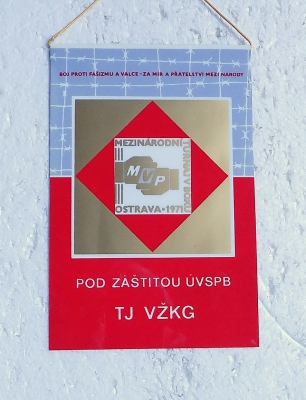 BOJ PROTI FAŠIZMU A VÁLCE - ZA MÍR A PŘÁTELSTVÍ MEZI NÁRODY
MEZINÁRODNÍ
TURNAJ V BOXU
MVP
OSTRAVA • 1971
POD ZÁŠTITOU ÚVSPB
TJ VŽKG